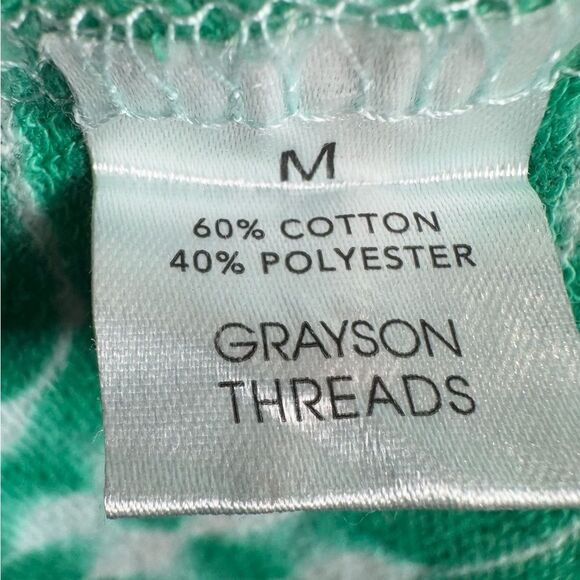 M
60% COTTON
40% POLYESTER
GRAYSON
THREADS